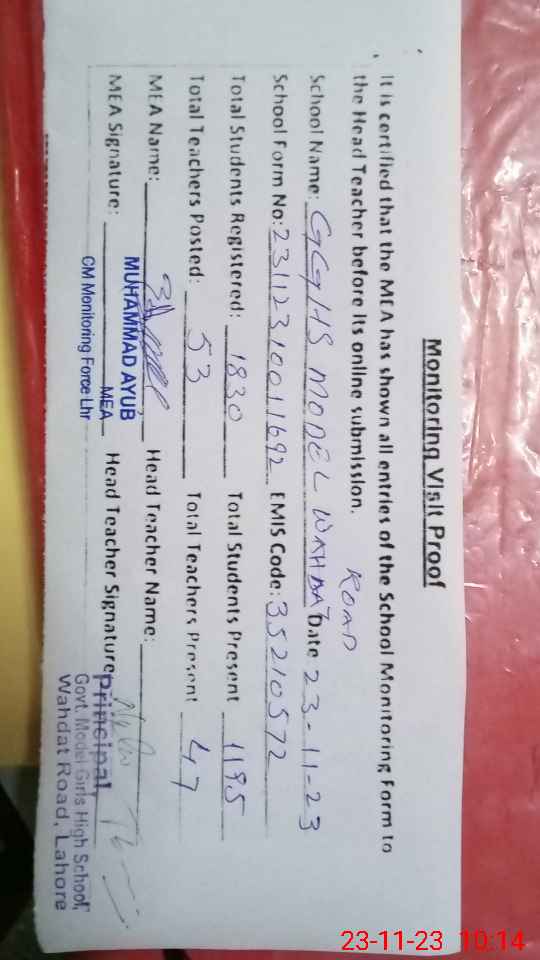 Monitoring Visit Proof
It is certified that the MEA has shown all entries of the School Monitoring Form to
the Head Teacher before its online submission.
ROAD
School Name: GGHS MODEL WAHDAT Date 23-11-23
School Form No: 23112310011692 EMIS Code: 35210572
Total Students Registered: 1830 Total Students Present 1195
Total Teachers Posted: 53 Total Teachers Present 47
MEA Name: Head Teacher Name:
MUHAMMAD AYUB
MEA Signature: MEA Head Teacher Signature:
CM Monitoring Force Lhr
Principal
Govt. Model Girls High School,
Wahdat Road, Lahore
23-11-23 10:14